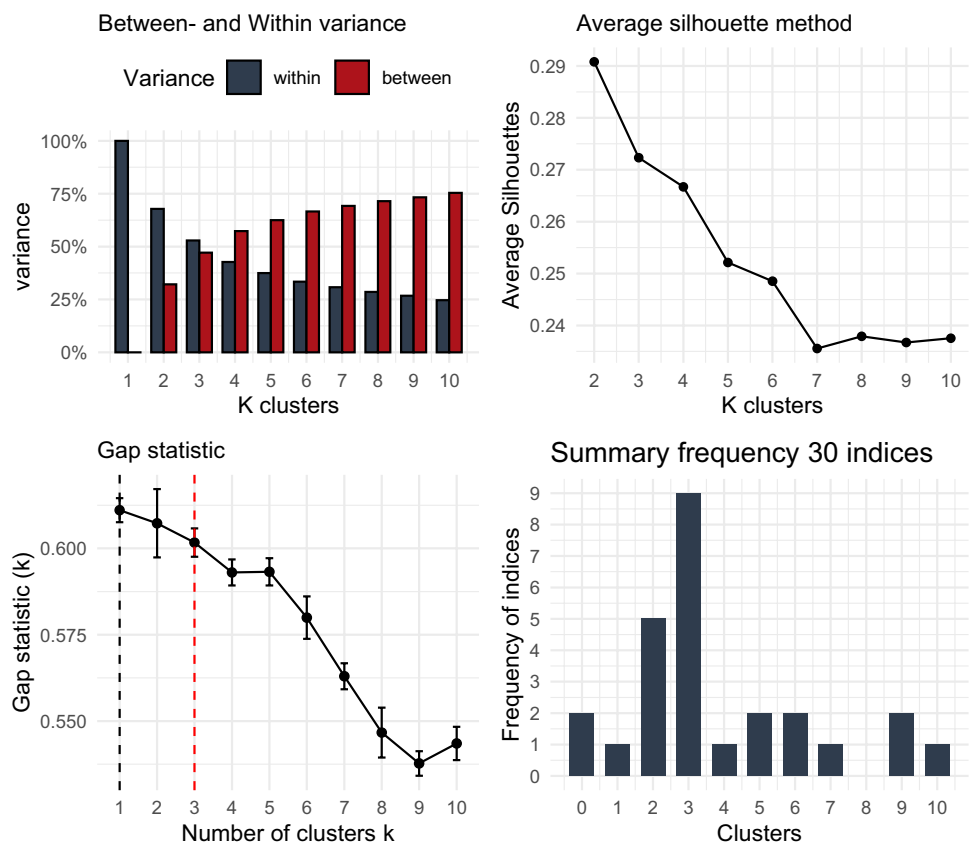 Between- and Within variance
Variance within between
variance
100%
75%
50%
25%
0%
1 2 3 4 5 6 7 8 9 10
K clusters
Average silhouette method
Average Silhouettes
0.29
0.28
0.27
0.26
0.25
0.24
2 3 4 5 6 7 8 9 10
K clusters
Gap statistic
Gap statistic (k)
0.600
0.575
0.550
1 2 3 4 5 6 7 8 9 10
Number of clusters k
Summary frequency 30 indices
Frequency of indices
9
8
7
6
5
4
3
2
1
0
0 1 2 3 4 5 6 7 8 9 10
Clusters